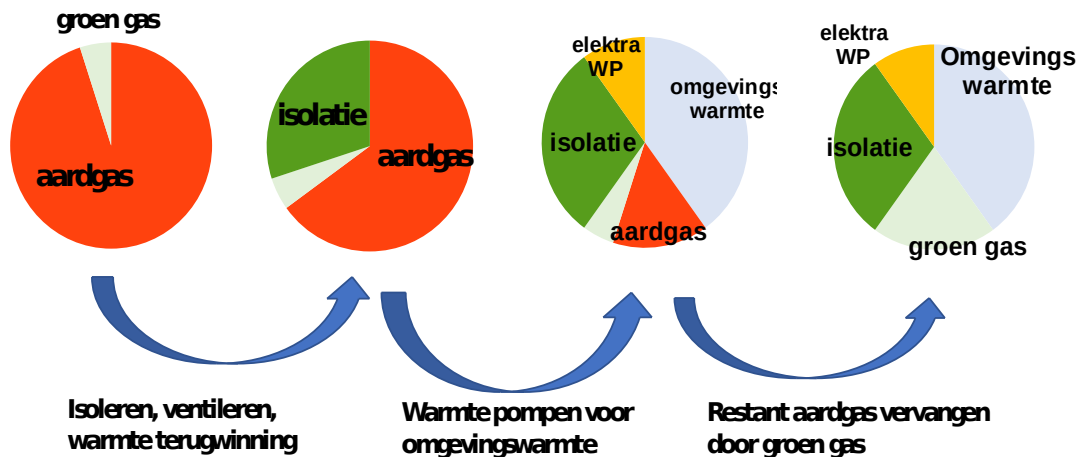 groen gas
aardgas
isolatie
aardgas
elektra
WP
omgevings
warmte
isolatie
aardgas
elektra
WP
Omgevings
warmte
isolatie
groen gas
Isoleren, ventileren,
warmte terugwinning
Warmte pompen voor
omgevingswarmte
Restant aardgas vervangen
door groen gas